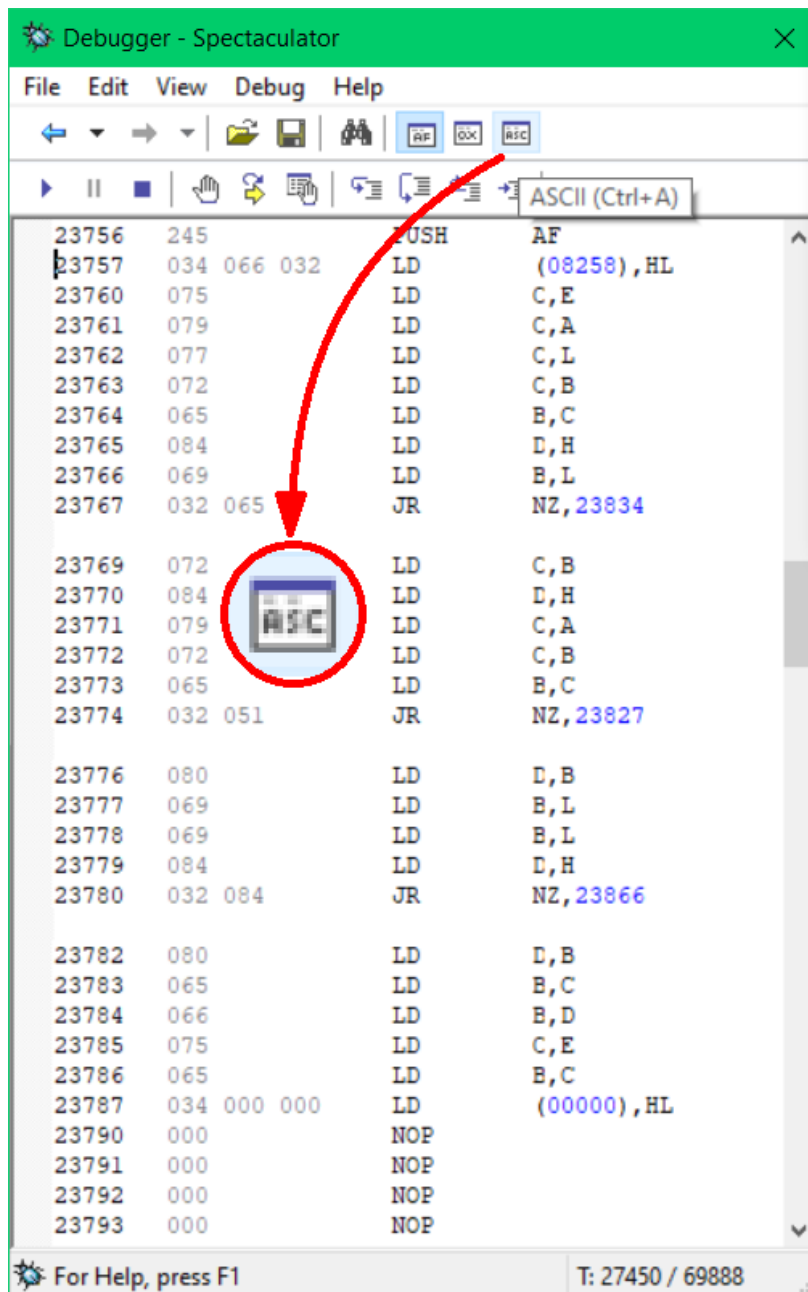 Debugger - Spectaculator
File Edit View Debug Help
AF OX ASC
ASCII (Ctrl+A)
23756 245 PUSH AF
23757 034 066 032 LD (08258),HL
23760 075 LD C,E
23761 079 LD C,A
23762 077 LD C,L
23763 072 LD C,B
23764 065 LD B,C
23765 084 LD D,H
23766 069 LD B,L
23767 032 065 JR NZ,23834
23769 072 LD C,B
23770 084 LD D,H
23771 079 LD C,A
23772 072 LD C,B
23773 065 LD B,C
23774 032 051 JR NZ,23827
ASC
23776 080 LD D,B
23777 069 LD B,L
23778 069 LD B,L
23779 084 LD D,H
23780 032 084 JR NZ,23866
23782 080 LD D,B
23783 065 LD B,C
23784 066 LD B,D
23785 075 LD C,E
23786 065 LD B,C
23787 034 000 000 LD (00000),HL
23790 000 NOP
23791 000 NOP
23792 000 NOP
23793 000 NOP
For Help, press F1 T: 27450 / 69888